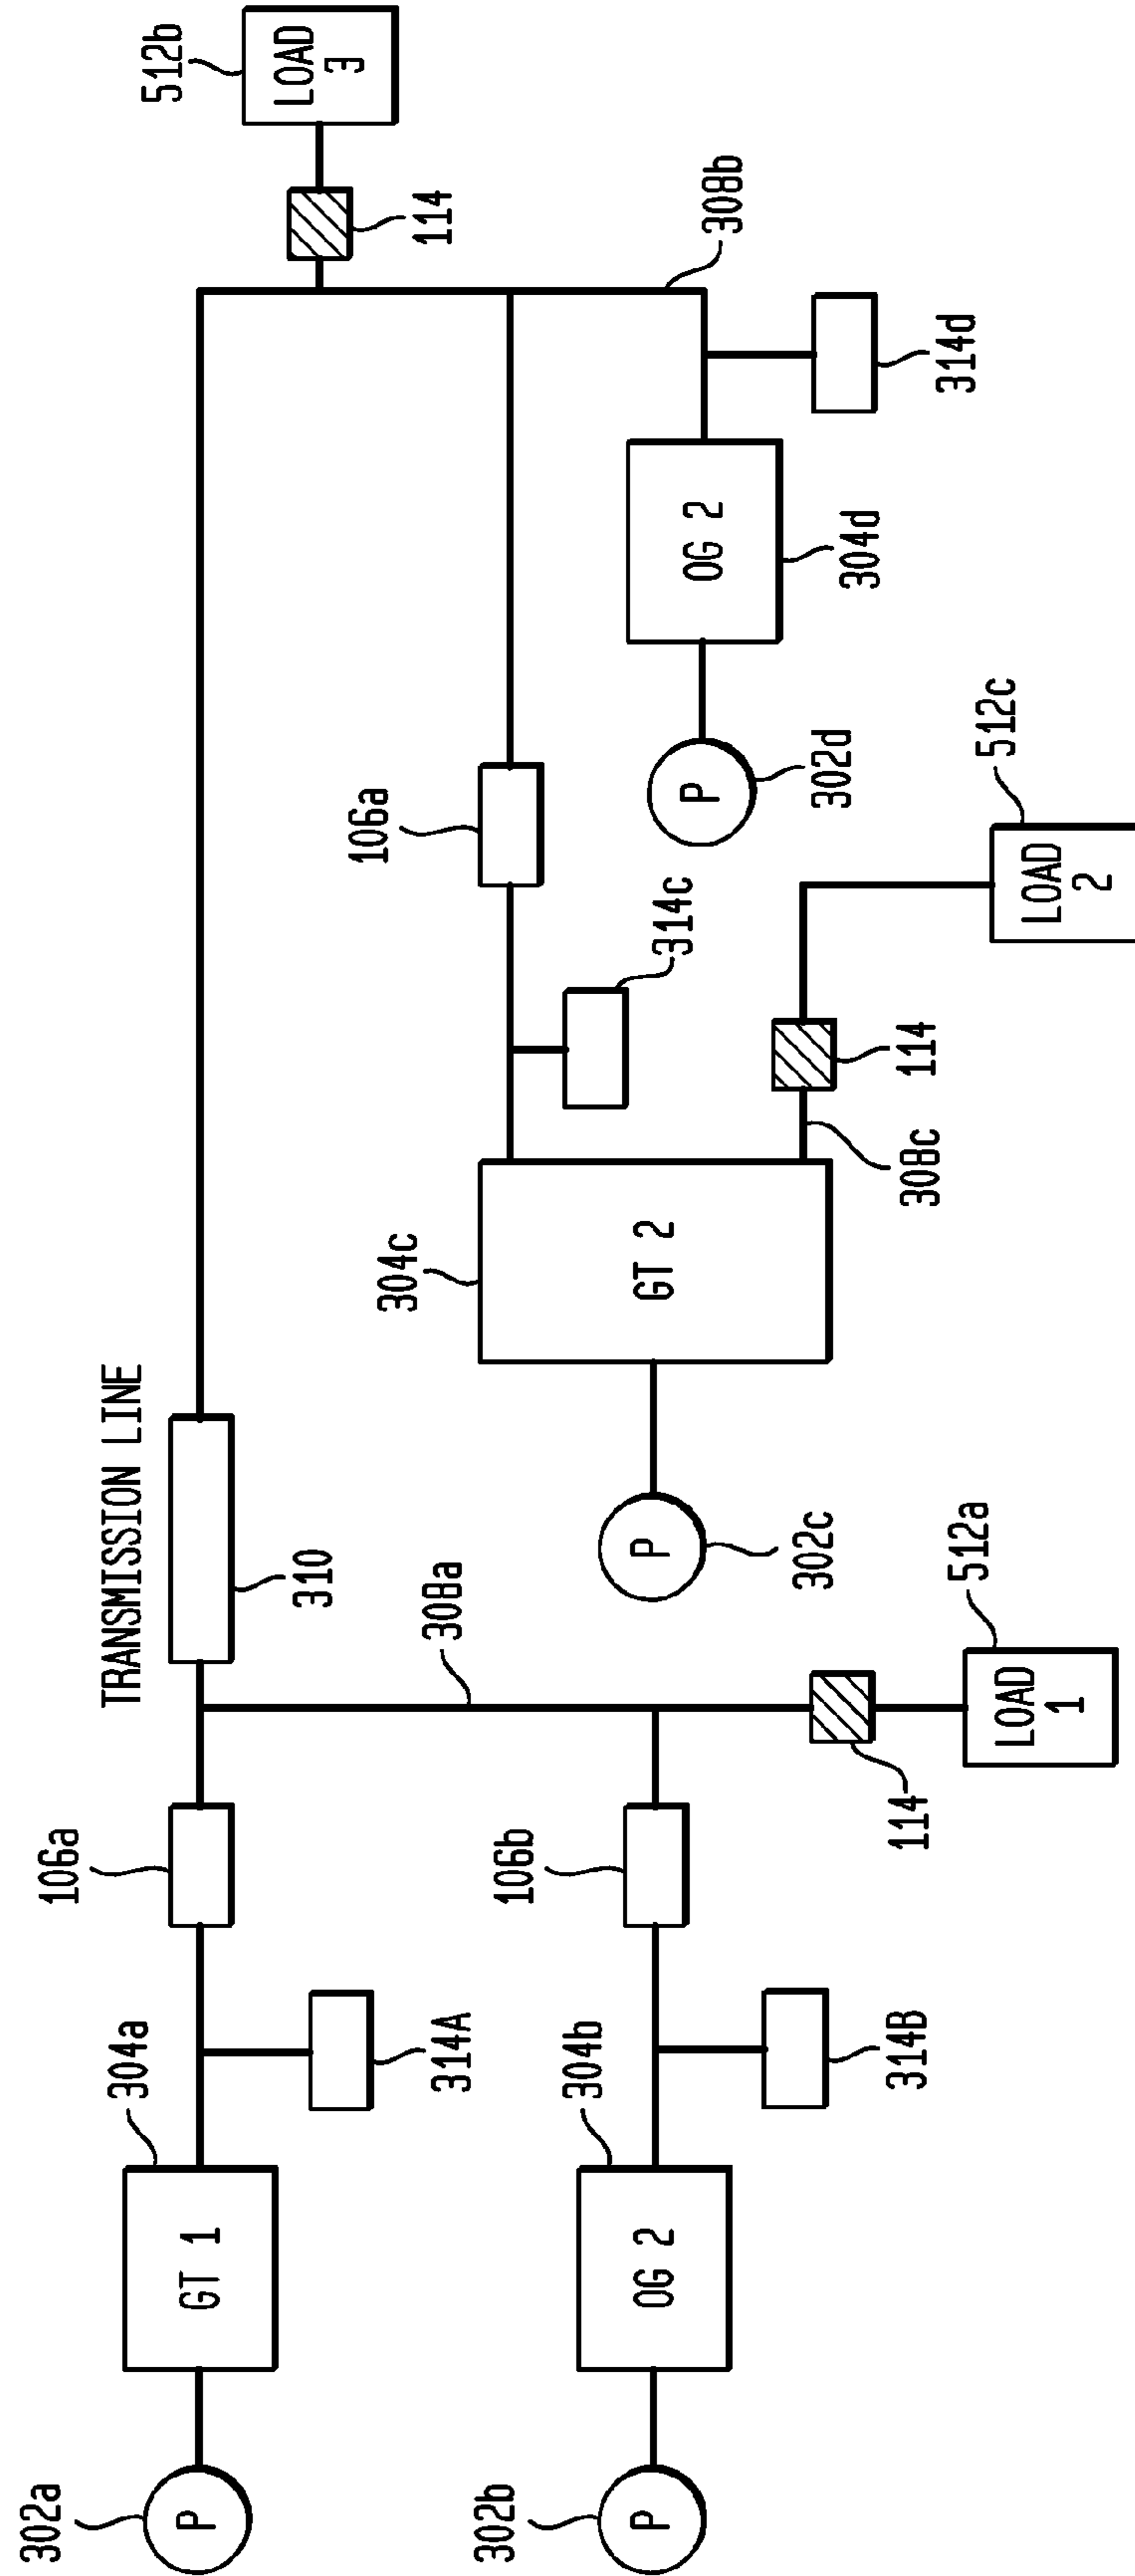 TRANSMISSION LINE
302a
P
304a
GT 1
314A
106a
310
302b
P
304b
OG 2
314B
106b
308a
114
512a
LOAD
1
302c
P
304c
GT 2
314c
106a
308c
114
512c
LOAD
2
302d
P
304d
OG 2
314d
308b
114
512b
LOAD
3